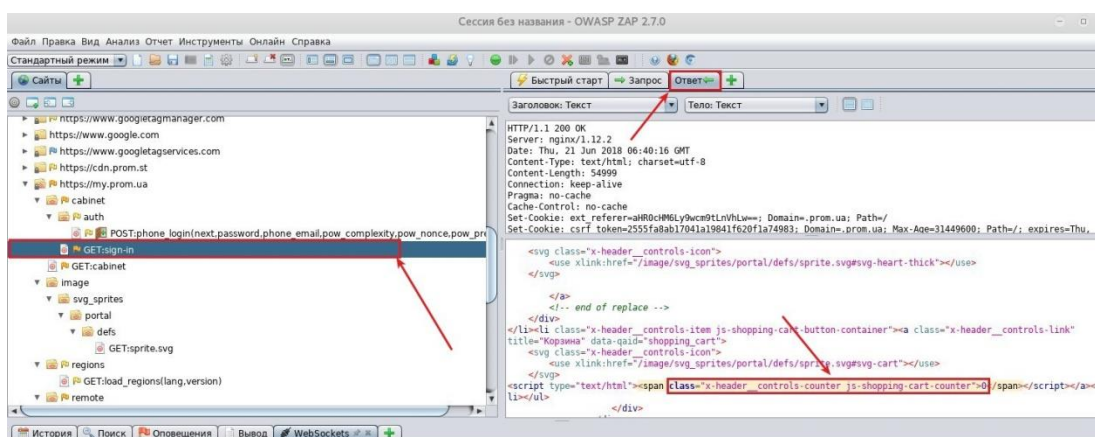 Сессия без названия - OWASP ZAP 2.7.0
Файл Правка Вид Анализ Отчет Инструменты Онлайн Справка
Стандартный режим
Сайты
Быстрый старт
Запрос
Ответ
Заголовок: Текст
Тело: Текст
https://www.googletagmanager.com
https://www.google.com
https://www.googletagservices.com
https://cdn.prom.st
https://my.prom.ua
cabinet
auth
POST:phone_login(next,password,phone_email,pow_complexity,pow_nonce,pow_pre
GET:sign-in
GET:cabinet
image
svg_sprites
portal
defs
GET:sprite.svg
regions
GET:load_regions(lang,version)
remote
HTTP/1.1 200 OK
Server: nginx/1.12.2
Date: Thu, 21 Jun 2018 06:40:16 GMT
Content-Type: text/html; charset=utf-8
Content-Length: 54999
Connection: keep-alive
Pragma: no-cache
Cache-Control: no-cache
Set-Cookie: ext_referer=aHR0cHM6Ly9wcm9tLnVhLw==; Domain=.prom.ua; Path=/
Set-Cookie: csrf_token=2555fa8ab17041a19841f620f1a74983; Domain=.prom.ua; Max-Age=31449600; Path=/; expires=Thu,
<svg class="x-header__controls-icon">
<use xlink:href="/image/svg_sprites/portal/defs/sprite.svg#svg-heart-thick"></use>
</svg>
</a>
<!-- end of replace -->
</div>
</li><li class="x-header__controls-item js-shopping-cart-button-container"><a class="x-header__controls-link"
title="Корзина" data-qaid="shopping_cart">
<svg class="x-header__controls-icon">
<use xlink:href="/image/svg_sprites/portal/defs/sprite.svg#svg-cart"></use>
</svg>
<script type="text/html"><span class="x-header__controls-counter js-shopping-cart-counter">0</span></script></a><
li></ul>
</div>
История
Поиск
Оповещения
Вывод
WebSockets